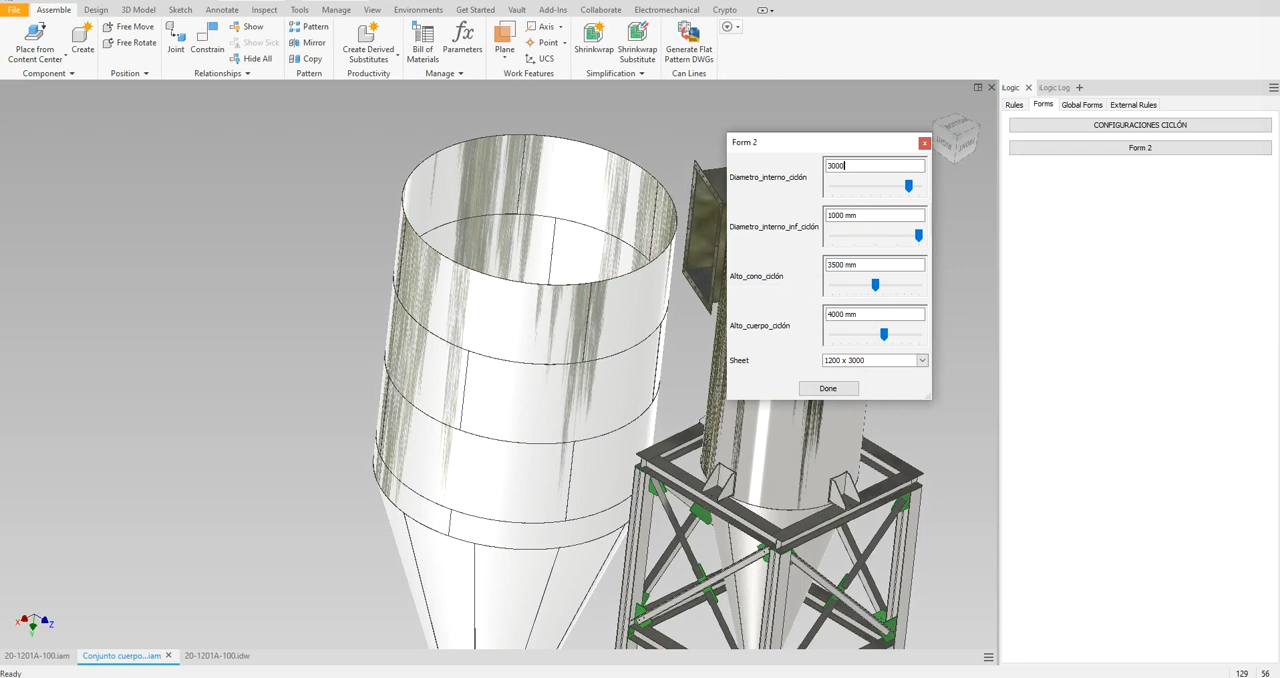 File Assemble Design 3D Model Sketch Annotate Inspect Tools Manage View Environments Get Started Vault Add-Ins Collaborate Electromechanical Crypto
Place from Content Center
Create
Component
Free Move
Free Rotate
Position
Joint
Constrain
Show
Show Sick
Hide All
Relationships
Pattern
Mirror
Copy
Pattern
Create Derived Substitutes
Productivity
Bill of Materials
Parameters
Manage
Plane
Axis
Point
UCS
Work Features
Shrinkwrap
Shrinkwrap Substitute
Simplification
Generate Flat Pattern DWGs
Can Lines
iLogic iLogic Log
Rules Forms Global Forms External Rules
CONFIGURACIONES CICLÓN
Form 2
Form 2
Diametro_interno_ciclón 3000
Diametro_interno_inf_ciclón 1000 mm
Alto_cono_ciclón 3500 mm
Alto_cuerpo_ciclón 4000 mm
Sheet 1200 x 3000
Done
X Y Z
20-1201A-100.iam Conjunto cuerpo...iam 20-1201A-100.idw
Ready 129 56